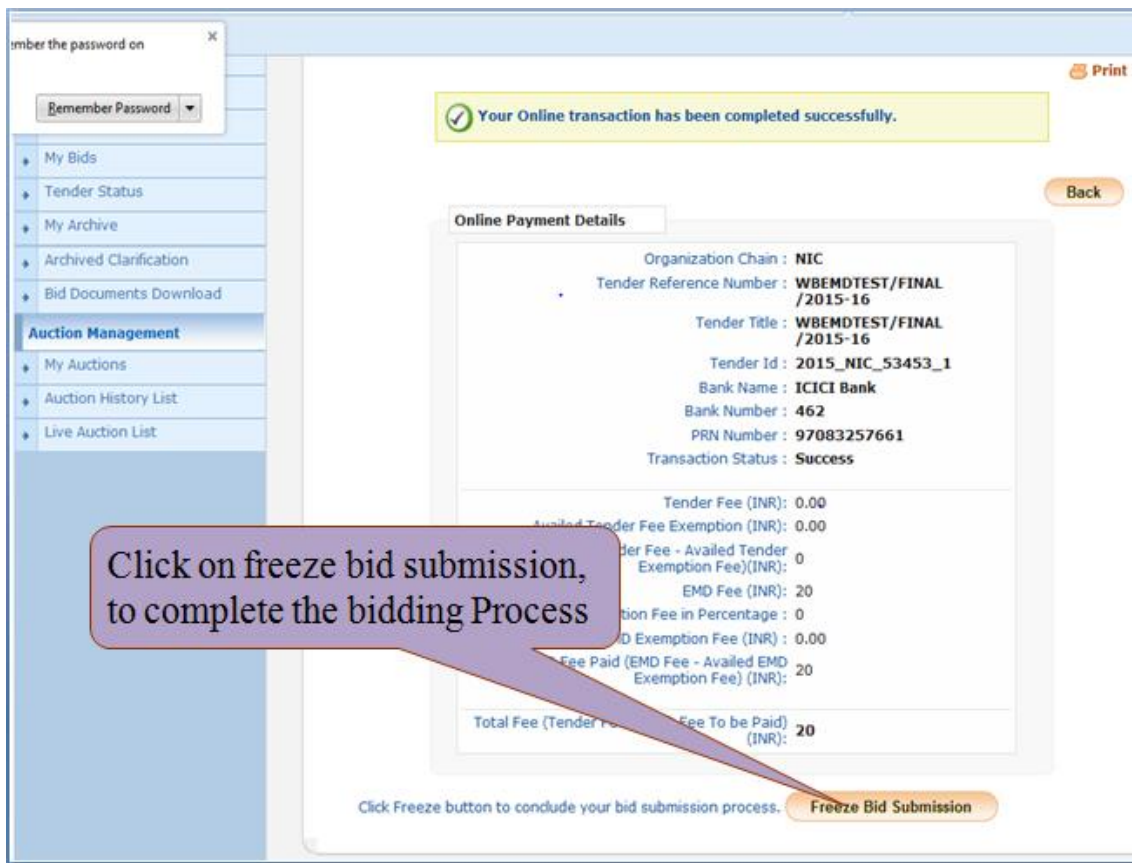 ember the password on
Remember Password
My Bids
Tender Status
My Archive
Archived Clarification
Bid Documents Download
Auction Management
My Auctions
Auction History List
Live Auction List
Print
Your Online transaction has been completed successfully.
Back
Online Payment Details
Organization Chain : NIC
Tender Reference Number : WBEMDTEST/FINAL
/2015-16
Tender Title : WBEMDTEST/FINAL
/2015-16
Tender Id : 2015_NIC_53453_1
Bank Name : ICICI Bank
Bank Number : 462
PRN Number : 97083257661
Transaction Status : Success
Tender Fee (INR): 0.00
Availed Tender Fee Exemption (INR): 0.00
der Fee - Availed Tender
Exemption Fee)(INR): 0
EMD Fee (INR): 20
tion Fee in Percentage : 0
D Exemption Fee (INR) : 0.00
Fee Paid (EMD Fee - Availed EMD
Exemption Fee) (INR): 20
Total Fee (Tender Fee To be Paid)
(INR): 20
Click on freeze bid submission,
to complete the bidding Process
Click Freeze button to conclude your bid submission process. Freeze Bid Submission